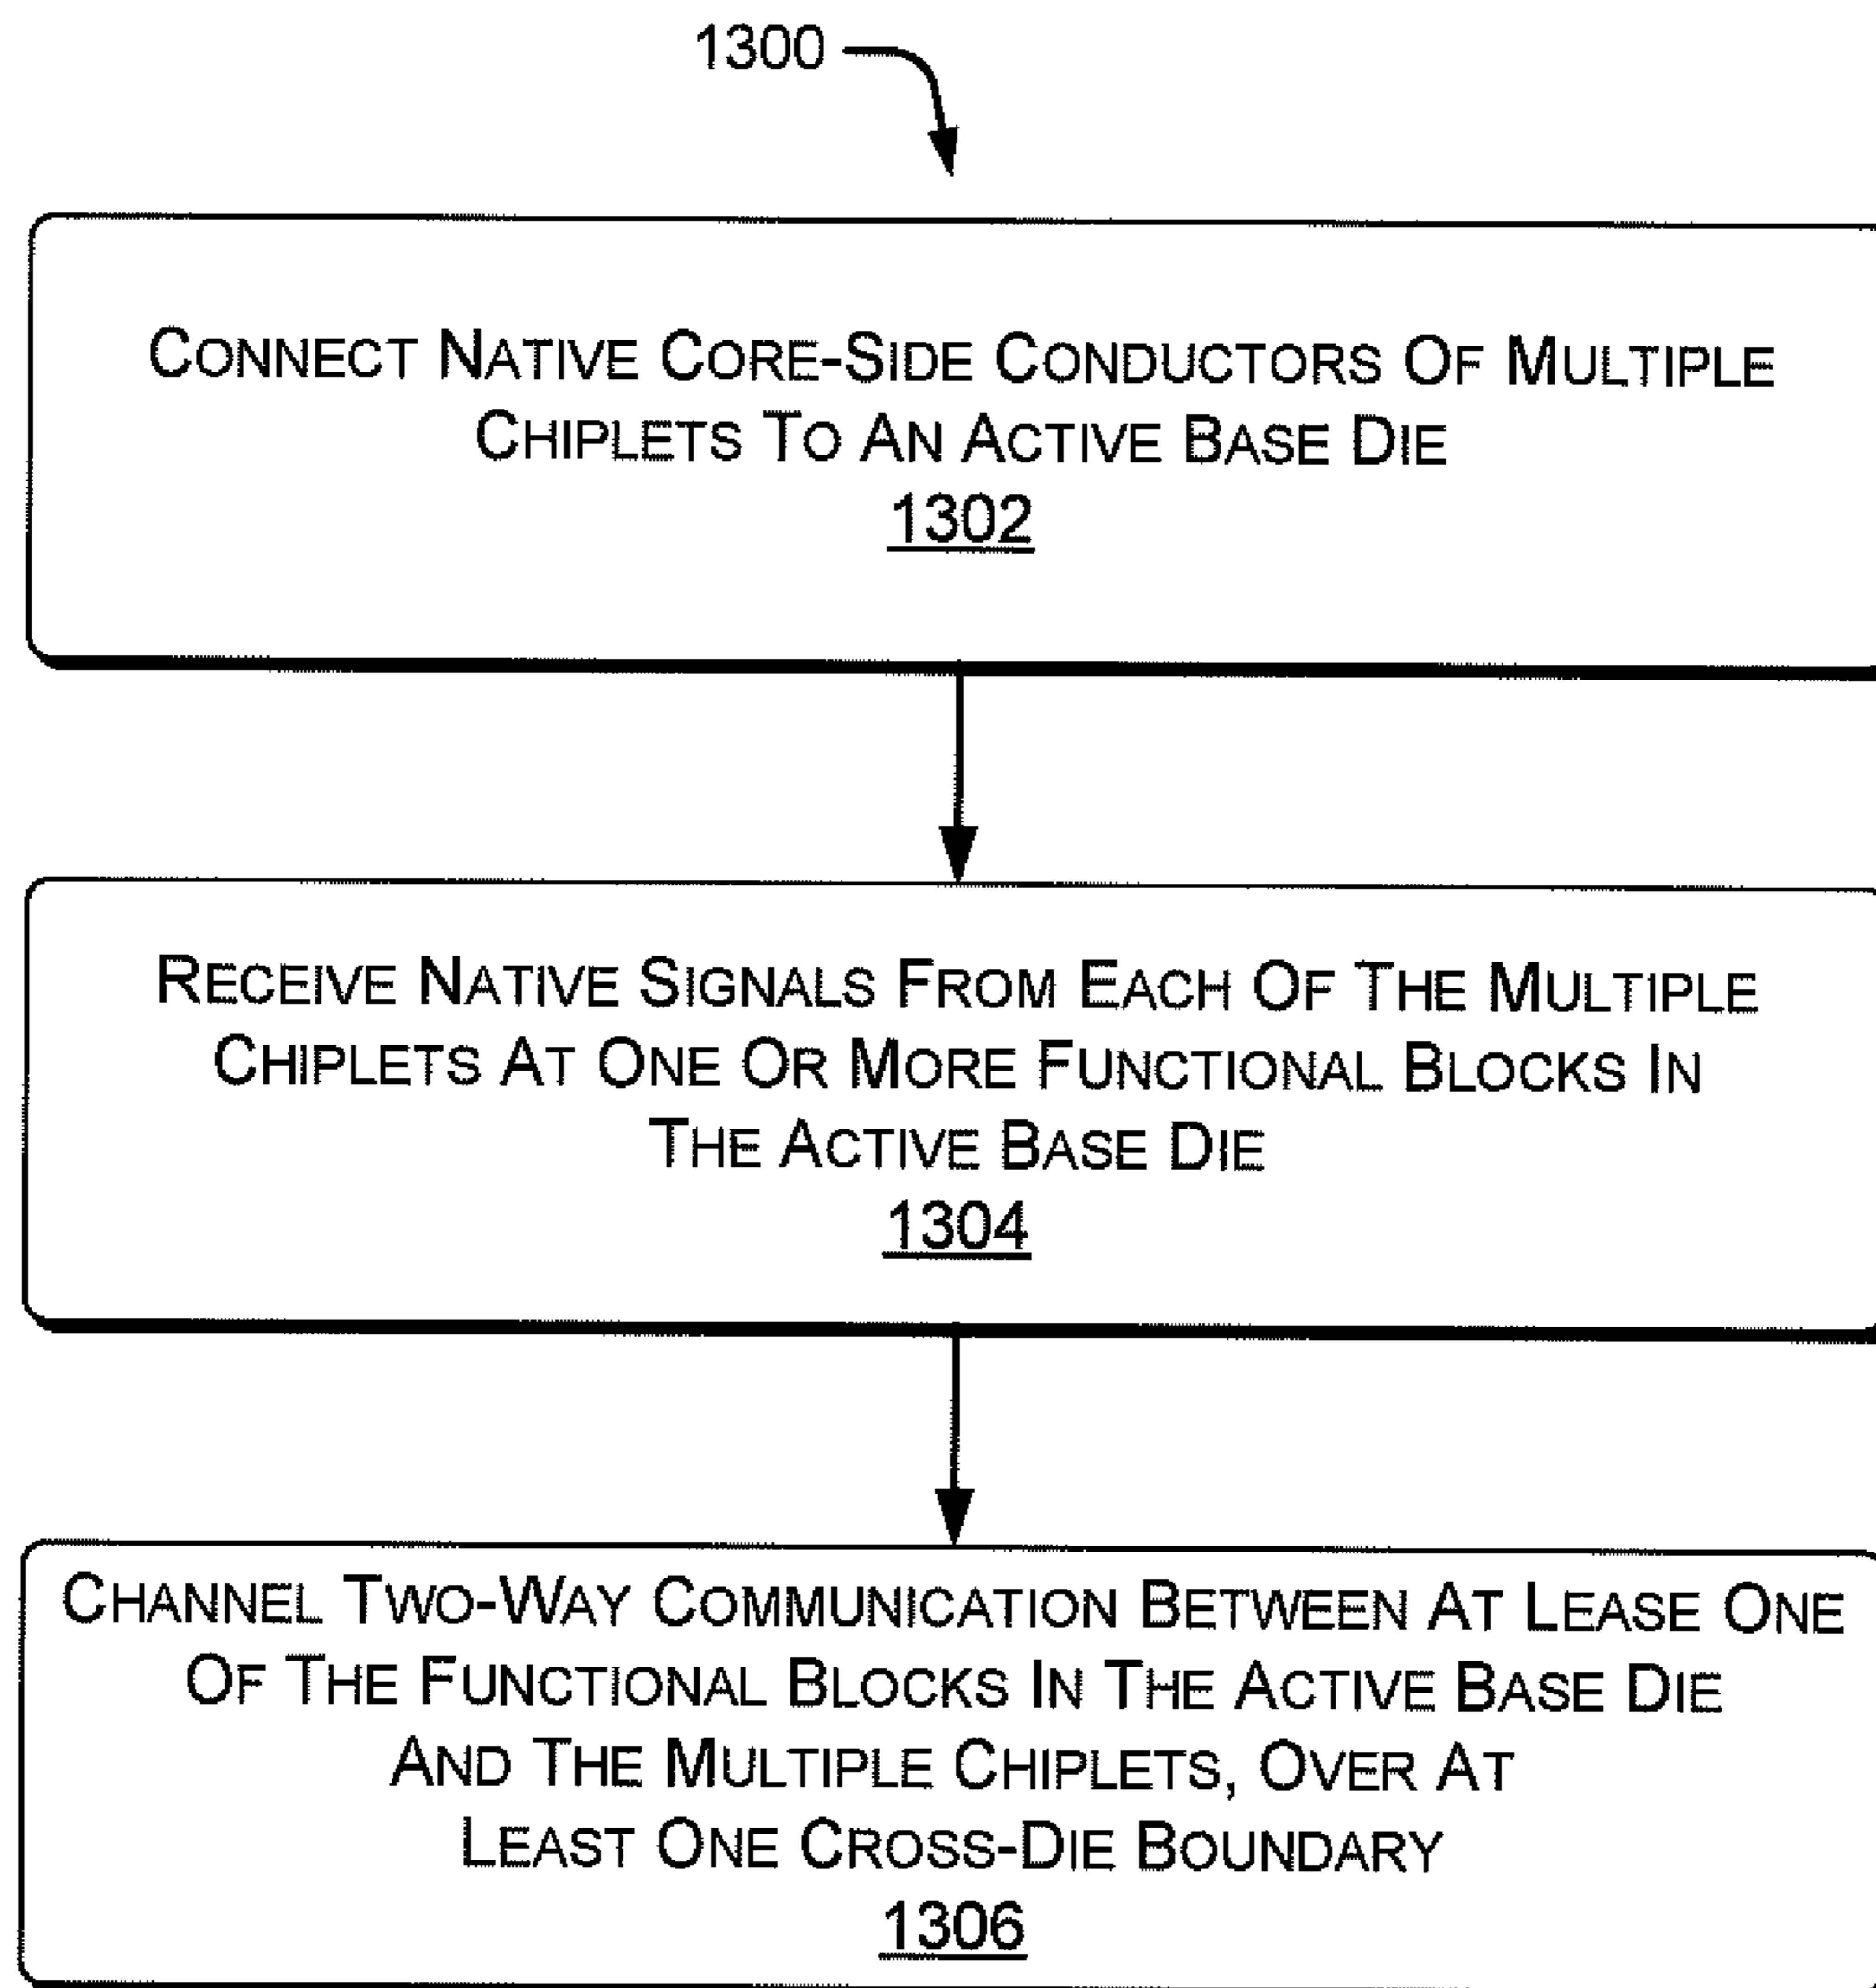 1300
CONNECT NATIVE CORE-SIDE CONDUCTORS OF MULTIPLE
CHIPLETS TO AN ACTIVE BASE DIE
1302
RECEIVE NATIVE SIGNALS FROM EACH OF THE MULTIPLE
CHIPLETS AT ONE OR MORE FUNCTIONAL BLOCKS IN
THE ACTIVE BASE DIE
1304
CHANNEL TWO-WAY COMMUNICATION BETWEEN AT LEASE ONE
OF THE FUNCTIONAL BLOCKS IN THE ACTIVE BASE DIE
AND THE MULTIPLE CHIPLETS, OVER AT
LEAST ONE CROSS-DIE BOUNDARY
1306